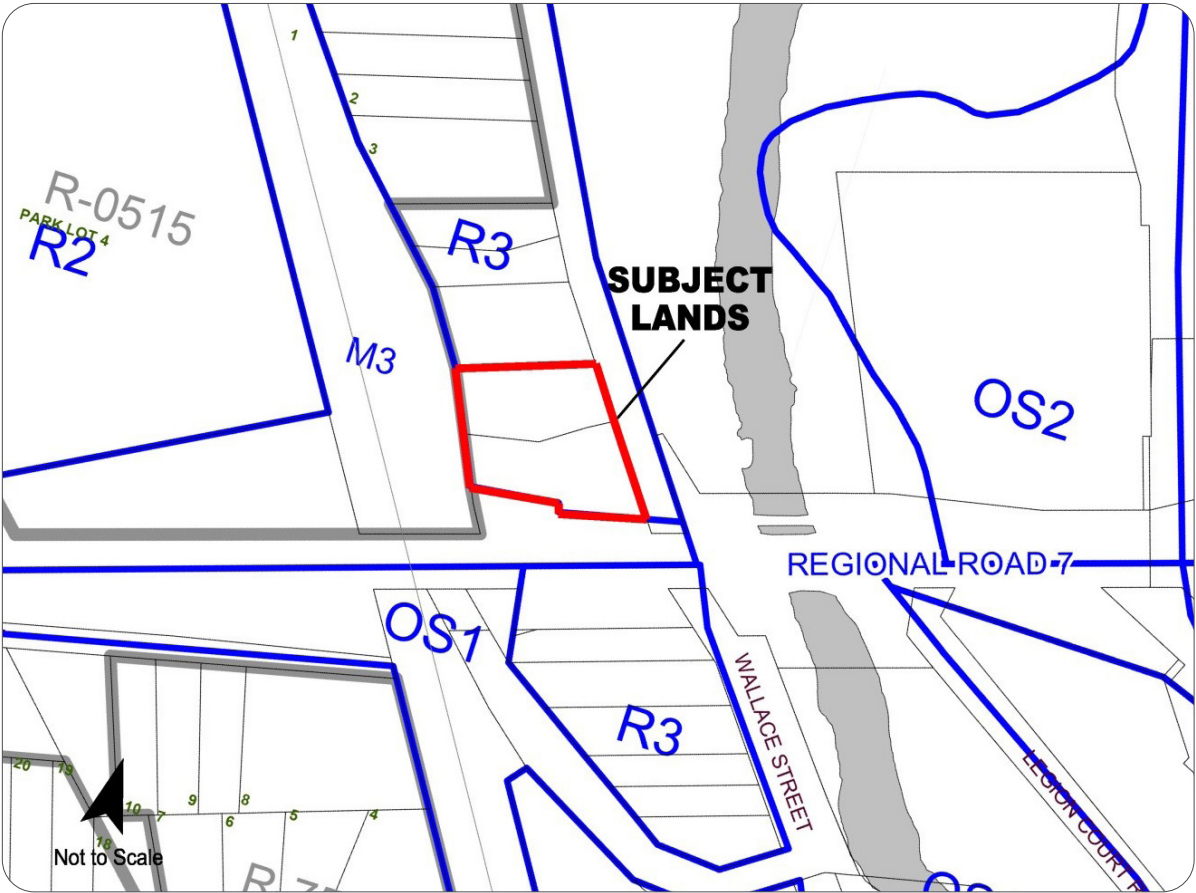 1
2
3
R-0515
PARK LOT 4
R2
R3
SUBJECT
LANDS
M3
OS2
REGIONAL ROAD 7
OS1
WALLACE STREET
R3
LEGION COURT
20
19
10
7
9
8
6
5
4
18
Not to Scale